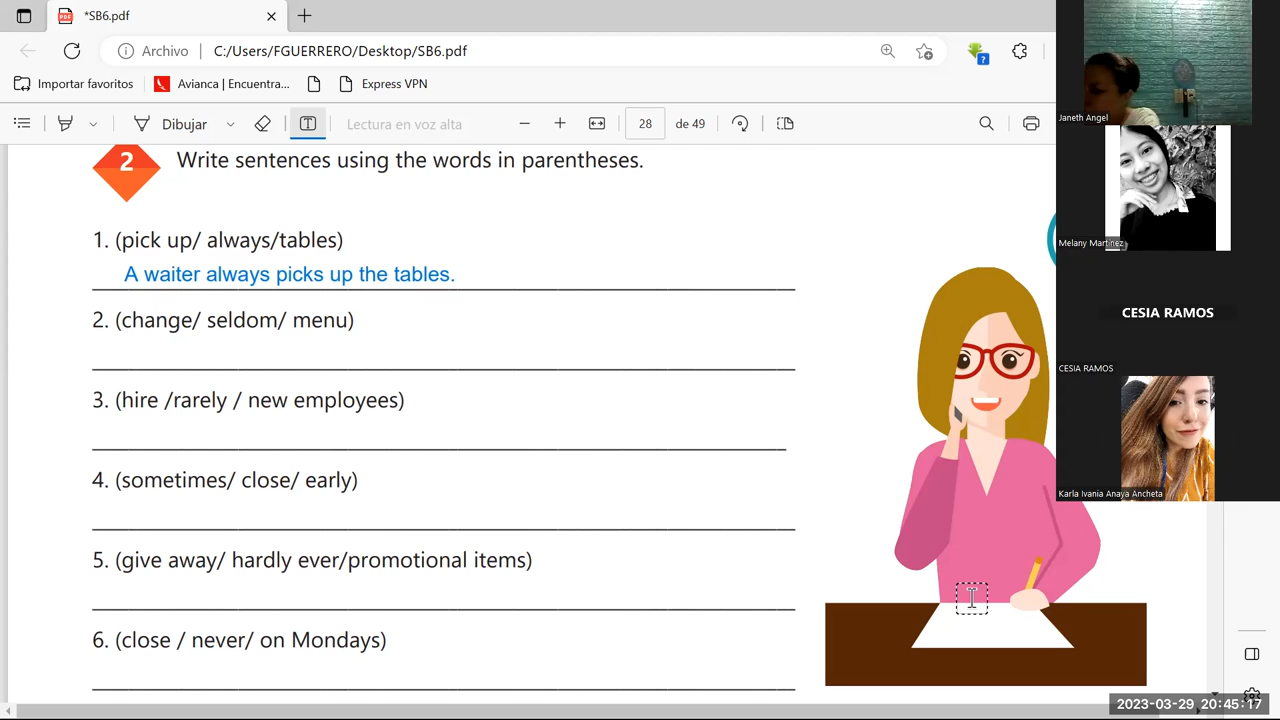 *SB6.pdf
Archivo C:/Users/FGUERRERO/Desktop/SB6.pdf
Importar favoritos Avianca | Encuentra... Express VPN
Dibujar Lectura en voz alta 28 de 49
2 Write sentences using the words in parentheses.
1. (pick up/ always/tables)
A waiter always picks up the tables.
2. (change/ seldom/ menu)
3. (hire /rarely / new employees)
4. (sometimes/ close/ early)
5. (give away/ hardly ever/promotional items)
6. (close / never/ on Mondays)
Janeth Angel
Melany Martinez
CESIA RAMOS
CESIA RAMOS
Karla Ivania Anaya Ancheta
2023-03-29 20:45:17